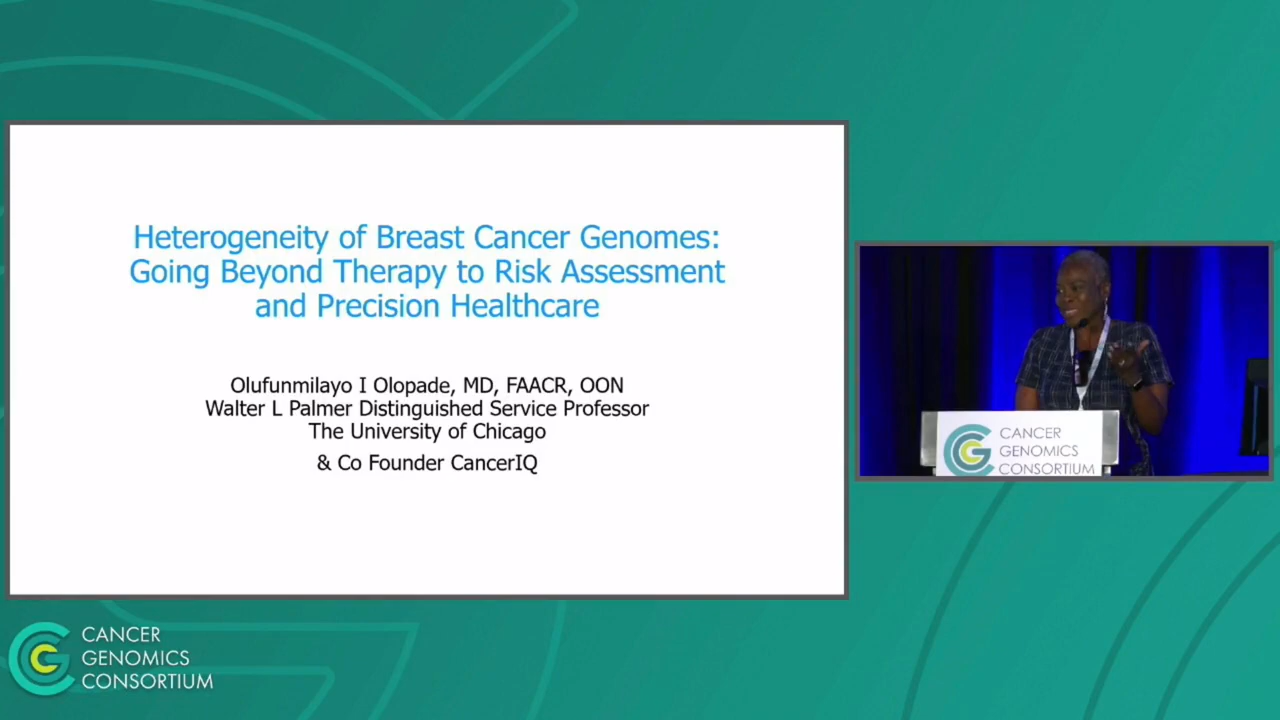 Heterogeneity of Breast Cancer Genomes:
Going Beyond Therapy to Risk Assessment
and Precision Healthcare
Olufunmilayo I Olopade, MD, FAACR, OON
Walter L Palmer Distinguished Service Professor
The University of Chicago
& Co Founder CancerIQ
CANCER
GENOMICS
CONSORTIUM
CANCER
GENOMICS
CONSORTIUM